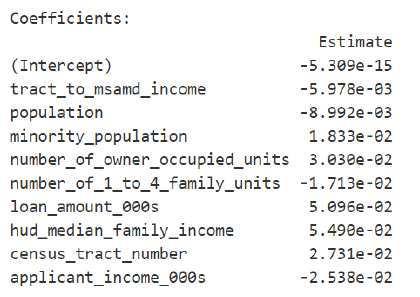 Coefficients:
Estimate
(Intercept) -5.309e-15
tract_to_msamd_income -5.978e-03
population -8.992e-03
minority_population 1.833e-02
number_of_owner_occupied_units 3.030e-02
number_of_1_to_4_family_units -1.713e-02
loan_amount_000s 5.096e-02
hud_median_family_income 5.490e-02
census_tract_number 2.731e-02
applicant_income_000s -2.538e-02